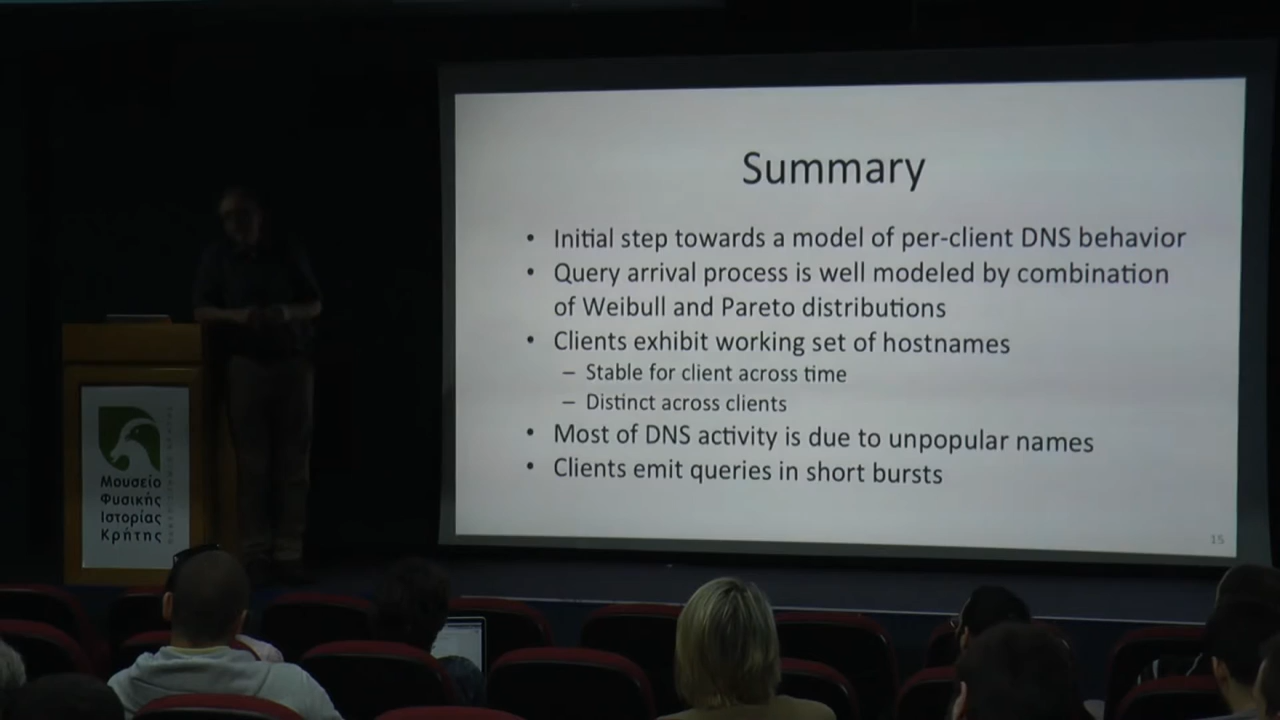 Summary
• Initial step towards a model of per-client DNS behavior
• Query arrival process is well modeled by combination
of Weibull and Pareto distributions
• Clients exhibit working set of hostnames
– Stable for client across time
– Distinct across clients
• Most of DNS activity is due to unpopular names
• Clients emit queries in short bursts
15
Μουσείο
Φυσικής
Ιστορίας
Κρήτης